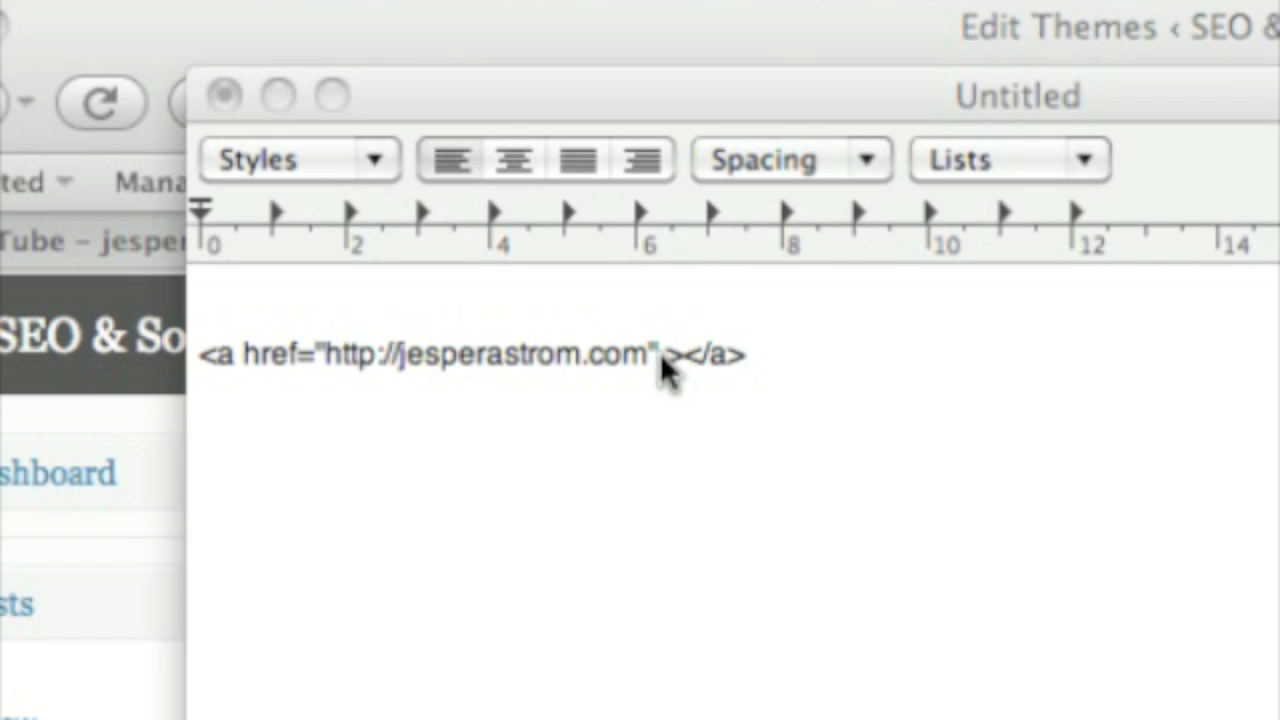 Edit Themes ‹ SEO &
Untitled
Styles
Spacing
Lists
ted
Mana
Tube – jesper
0 2 4 6 8 10 12 14
SEO & So
<a href="http://jesperastrom.com" ></a>
shboard
sts